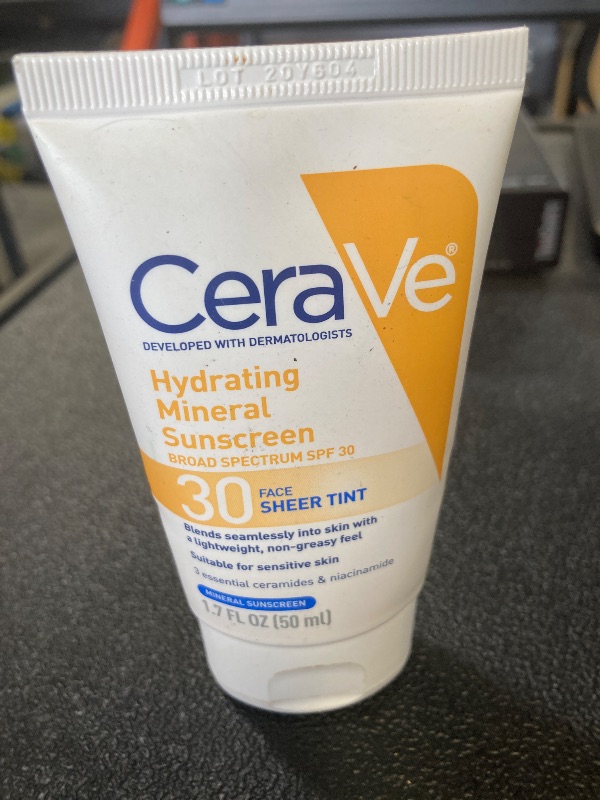 LOT 20Y604
CeraVe®
DEVELOPED WITH DERMATOLOGISTS
Hydrating
Mineral
Sunscreen
BROAD SPECTRUM SPF 30
30 FACE
SHEER TINT
Blends seamlessly into skin with
a lightweight, non-greasy feel
Suitable for sensitive skin
3 essential ceramides & niacinamide
MINERAL SUNSCREEN
1.7 FL OZ (50 mL)